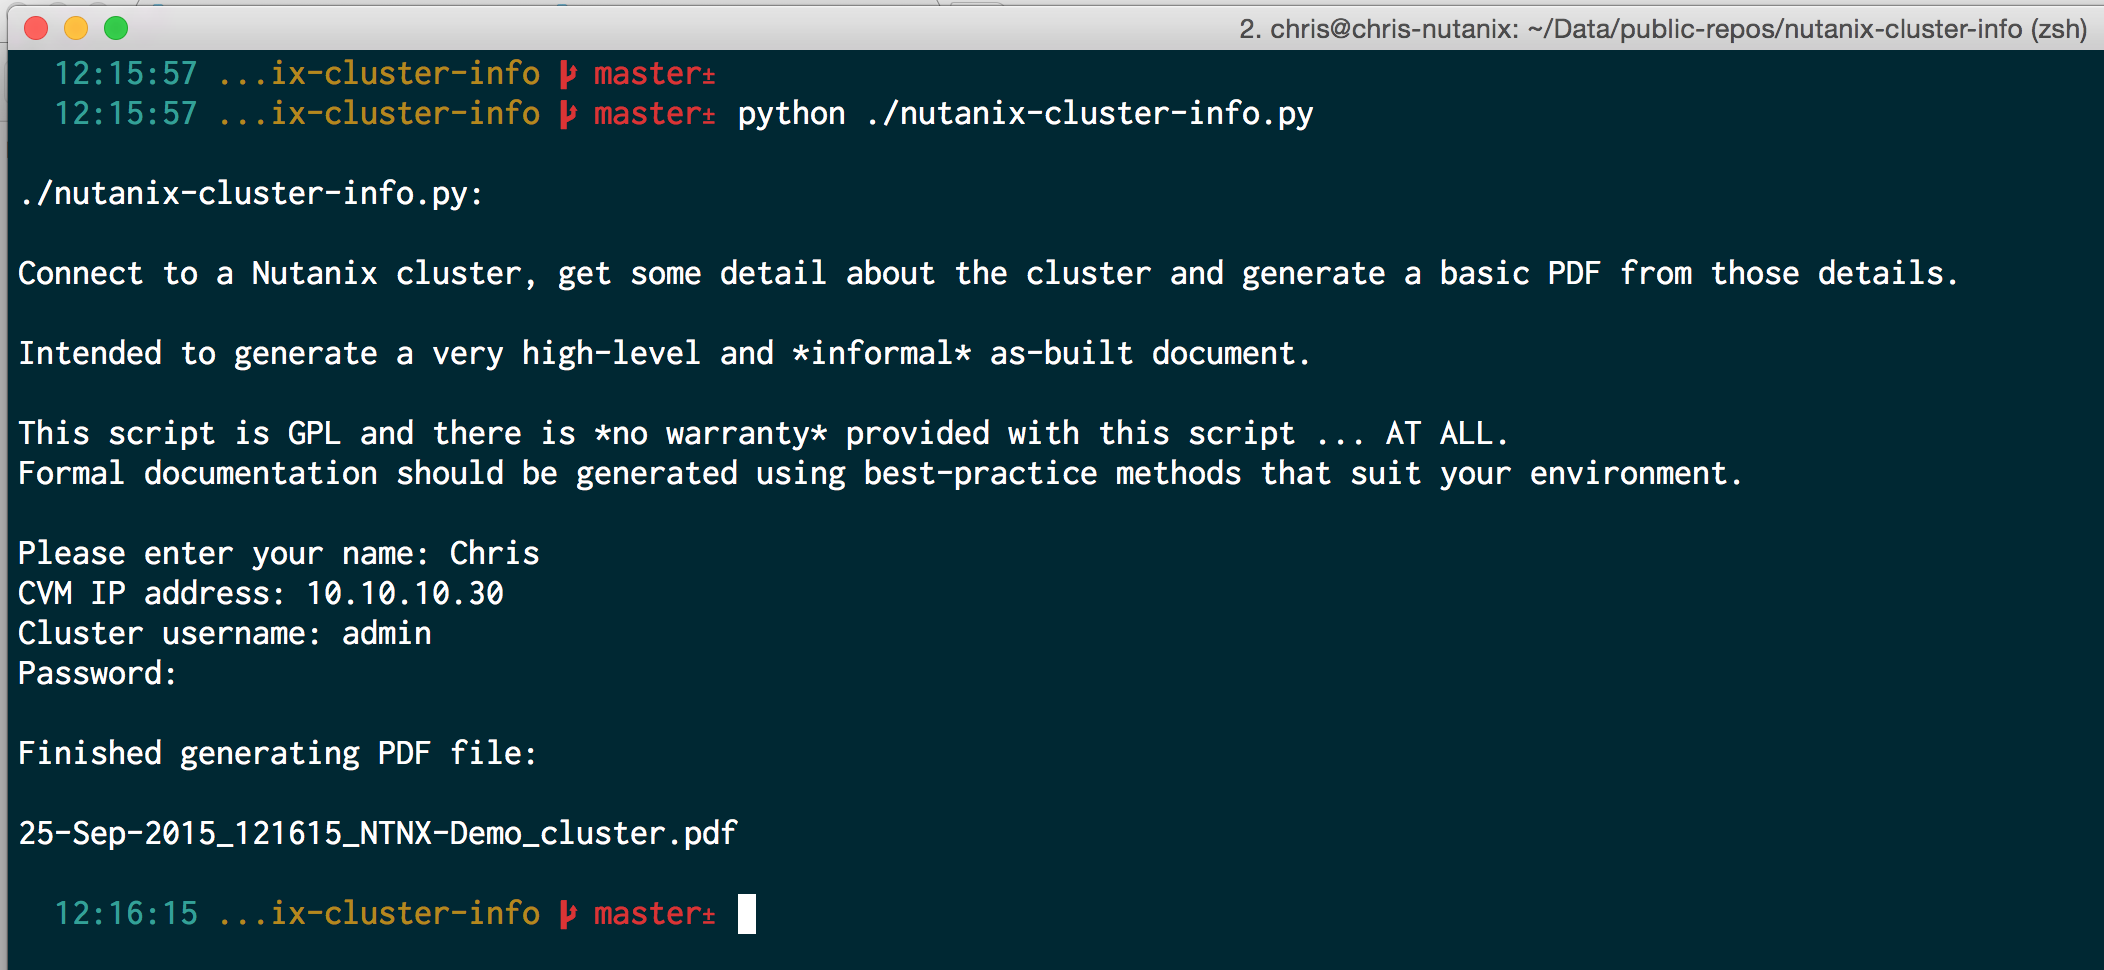 2. chris@chris-nutanix: ~/Data/public-repos/nutanix-cluster-info (zsh)
12:15:57 ...ix-cluster-info master±
12:15:57 ...ix-cluster-info master± python ./nutanix-cluster-info.py
./nutanix-cluster-info.py:
Connect to a Nutanix cluster, get some detail about the cluster and generate a basic PDF from those details.
Intended to generate a very high-level and *informal* as-built document.
This script is GPL and there is *no warranty* provided with this script ... AT ALL.
Formal documentation should be generated using best-practice methods that suit your environment.
Please enter your name: Chris
CVM IP address: 10.10.10.30
Cluster username: admin
Password:
Finished generating PDF file:
25-Sep-2015_121615_NTNX-Demo_cluster.pdf
12:16:15 ...ix-cluster-info master±